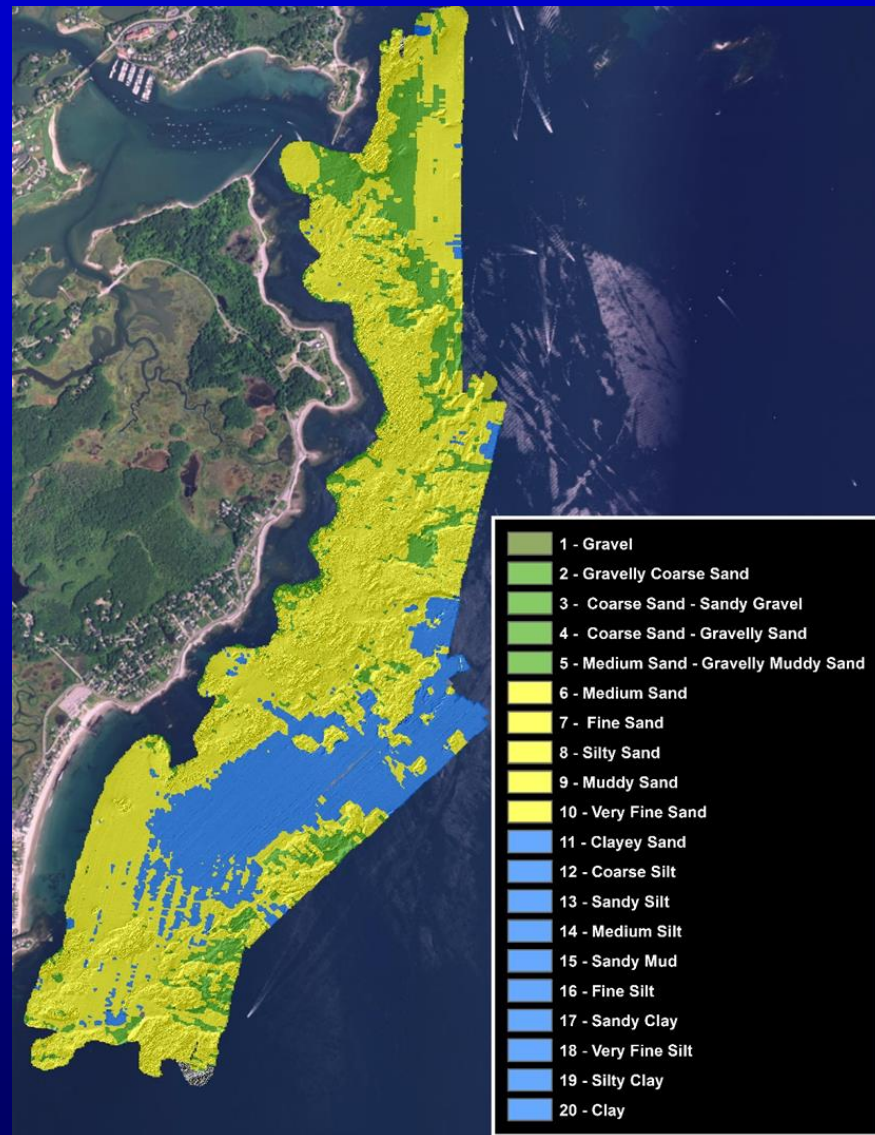 1 - Gravel
2 - Gravelly Coarse Sand
3 - Coarse Sand - Sandy Gravel
4 - Coarse Sand - Gravelly Sand
5 - Medium Sand - Gravelly Muddy Sand
6 - Medium Sand
7 - Fine Sand
8 - Silty Sand
9 - Muddy Sand
10 - Very Fine Sand
11 - Clayey Sand
12 - Coarse Silt
13 - Sandy Silt
14 - Medium Silt
15 - Sandy Mud
16 - Fine Silt
17 - Sandy Clay
18 - Very Fine Silt
19 - Silty Clay
20 - Clay